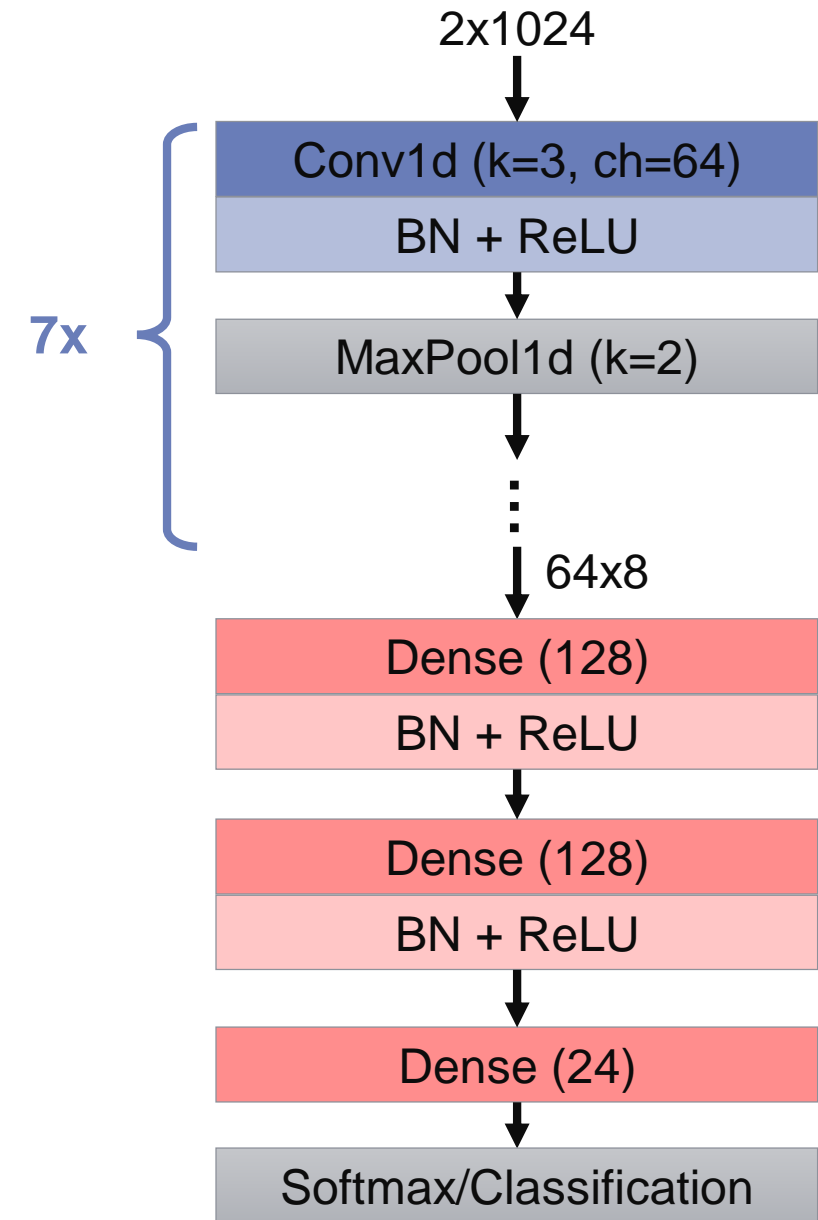 2x1024
Conv1d (k=3, ch=64)
BN + ReLU
7x
MaxPool1d (k=2)
64x8
Dense (128)
BN + ReLU
Dense (128)
BN + ReLU
Dense (24)
Softmax/Classification